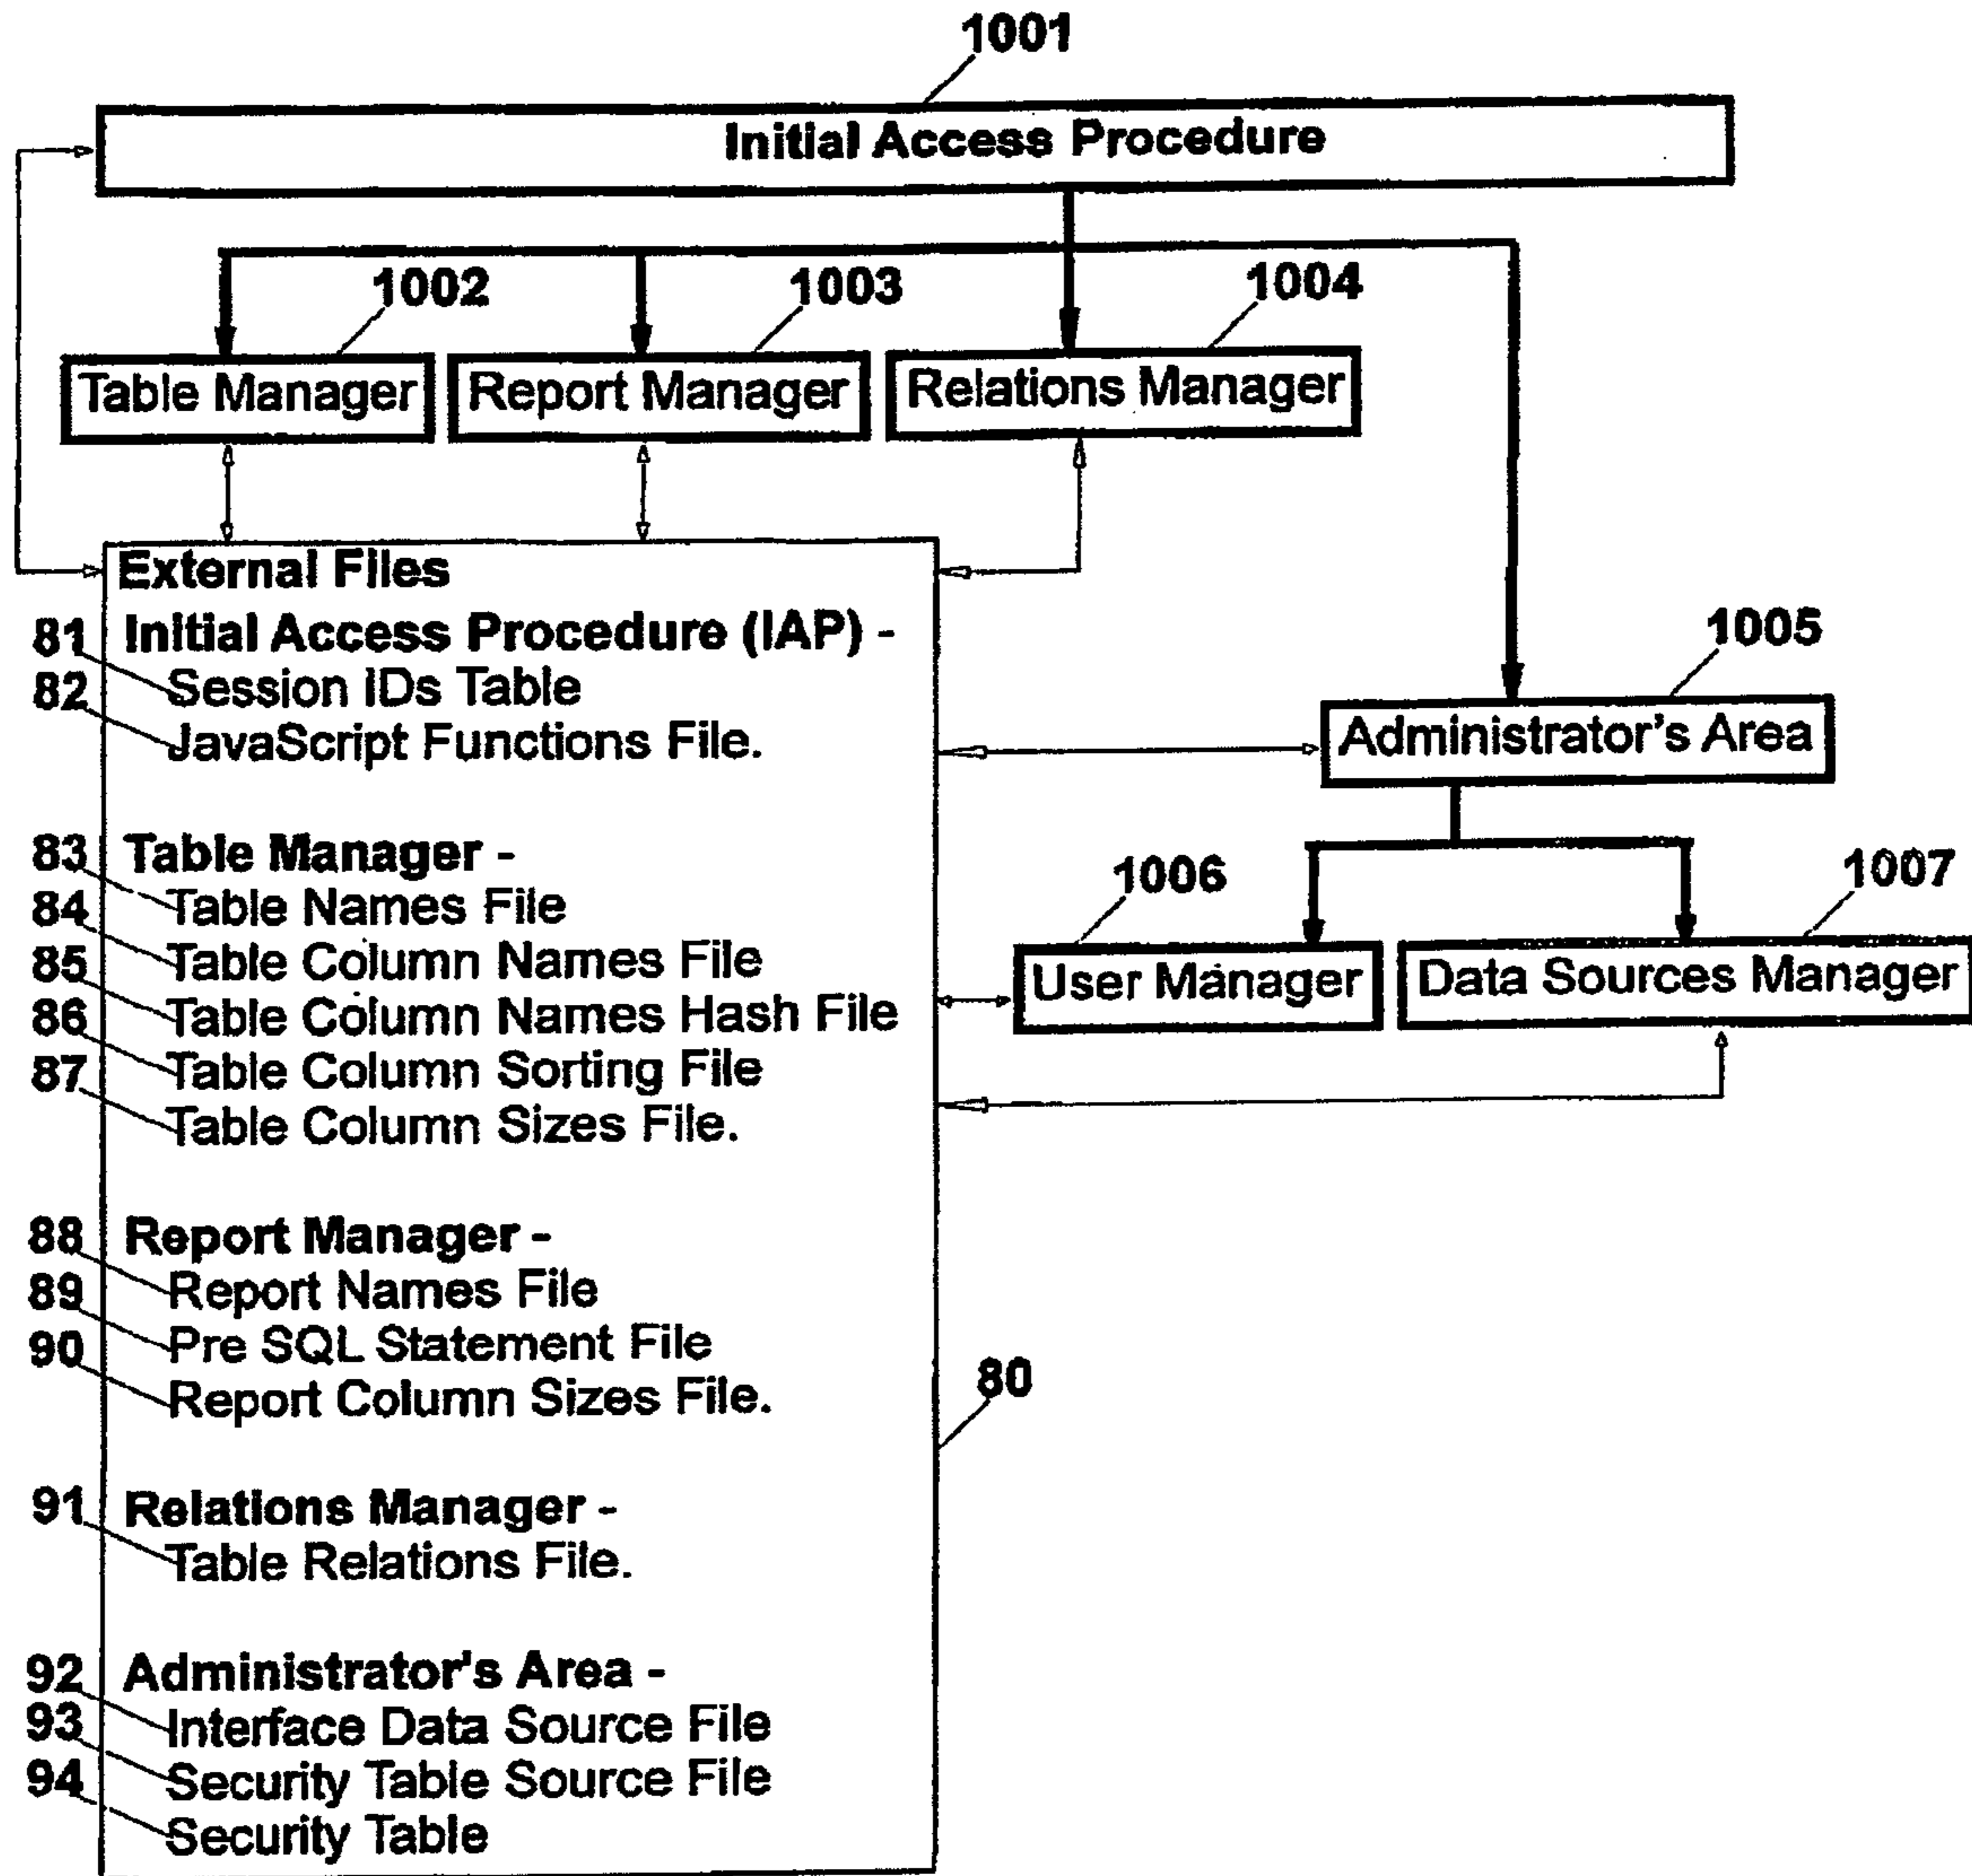 1001
Initial Access Procedure
1002
1003
1004
Table Manager
Report Manager
Relations Manager
External Files
81 Initial Access Procedure (IAP) -
Session IDs Table
82
JavaScript Functions File.
1005
Administrator's Area
83 Table Manager -
Table Names File
84
Table Column Names File
85
Table Column Names Hash File
86
Table Column Sorting File
87
Table Column Sizes File.
1006
1007
User Manager
Data Sources Manager
88 Report Manager -
Report Names File
89
Pre SQL Statement File
90
Report Column Sizes File.
80
91 Relations Manager -
Table Relations File.
92 Administrator's Area -
Interface Data Source File
93
Security Table Source File
94
Security Table